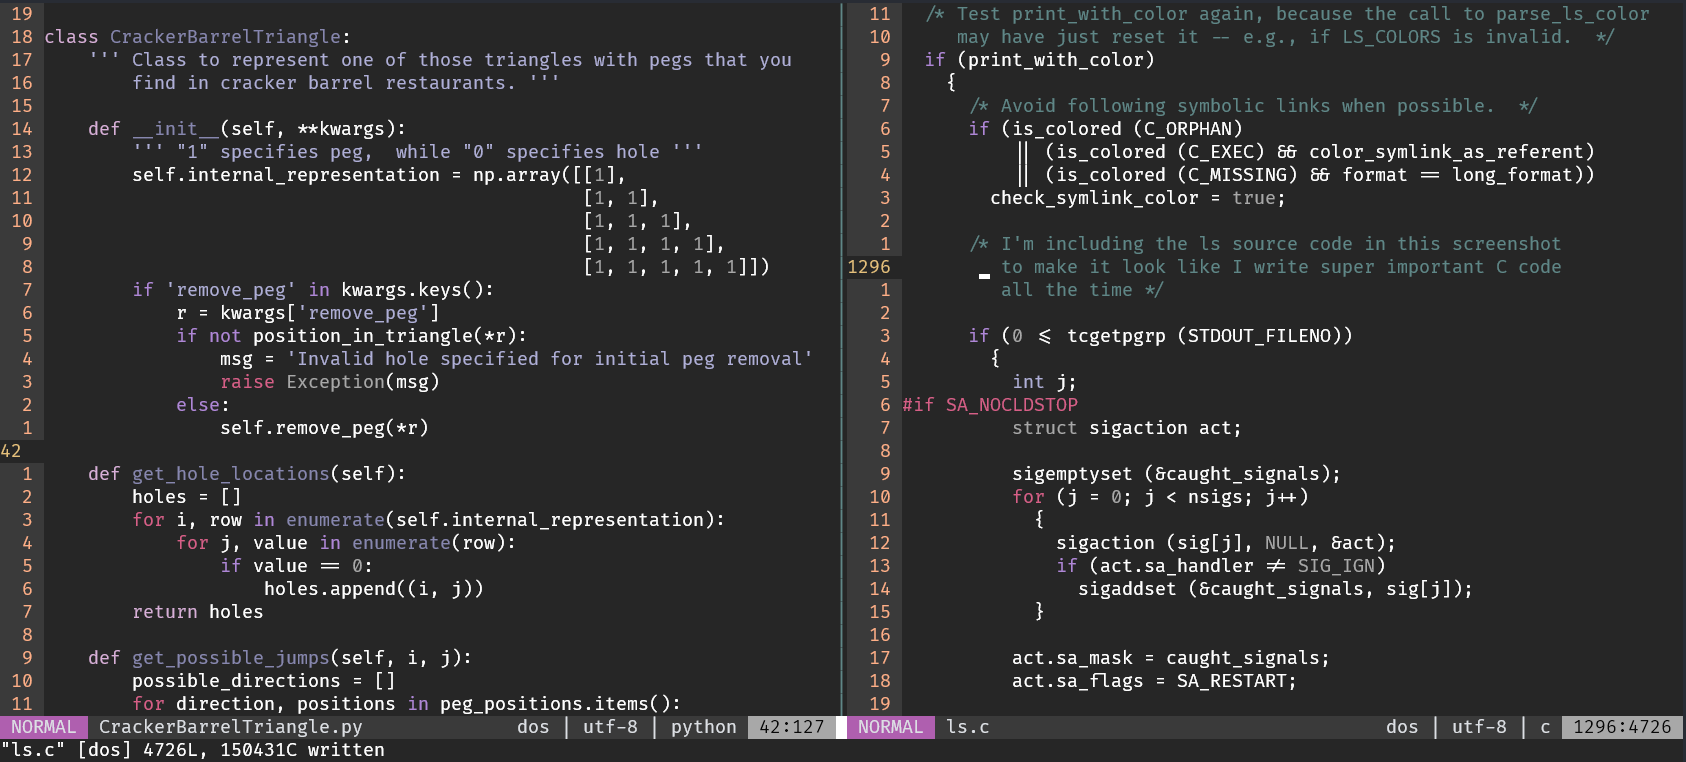 19
18 class CrackerBarrelTriangle:
17     ''' Class to represent one of those triangles with pegs that you
16         find in cracker barrel restaurants. '''
15
14     def __init__(self, **kwargs):
13         ''' "1" specifies peg,  while "0" specifies hole '''
12         self.internal_representation = np.array([[1],
11                                                  [1, 1],
10                                                  [1, 1, 1],
9                                                  [1, 1, 1, 1],
8                                                  [1, 1, 1, 1, 1]])
7         if 'remove_peg' in kwargs.keys():
6             r = kwargs['remove_peg']
5             if not position_in_triangle(*r):
4                 msg = 'Invalid hole specified for initial peg removal'
3                 raise Exception(msg)
2             else:
1                 self.remove_peg(*r)
42
1     def get_hole_locations(self):
2         holes = []
3         for i, row in enumerate(self.internal_representation):
4             for j, value in enumerate(row):
5                 if value == 0:
6                     holes.append((i, j))
7         return holes
8
9     def get_possible_jumps(self, i, j):
10         possible_directions = []
11         for direction, positions in peg_positions.items():
NORMAL CrackerBarrelTriangle.py dos | utf-8 | python 42:127
11   /* Test print_with_color again, because the call to parse_ls_color
10      may have just reset it -- e.g., if LS_COLORS is invalid.  */
9   if (print_with_color)
8     {
7       /* Avoid following symbolic links when possible.  */
6       if (is_colored (C_ORPHAN)
5           || (is_colored (C_EXEC) && color_symlink_as_referent)
4           || (is_colored (C_MISSING) && format == long_format))
3         check_symlink_color = true;
2
1       /* I'm including the ls source code in this screenshot
1296          to make it look like I write super important C code
1          all the time */
2
3       if (0 <= tcgetpgrp (STDOUT_FILENO))
4         {
5           int j;
6 #if SA_NOCLDSTOP
7           struct sigaction act;
8
9           sigemptyset (&caught_signals);
10           for (j = 0; j < nsigs; j++)
11             {
12               sigaction (sig[j], NULL, &act);
13               if (act.sa_handler != SIG_IGN)
14                 sigaddset (&caught_signals, sig[j]);
15             }
16
17           act.sa_mask = caught_signals;
18           act.sa_flags = SA_RESTART;
19
NORMAL ls.c dos | utf-8 | c 1296:4726
"ls.c" [dos] 4726L, 150431C written